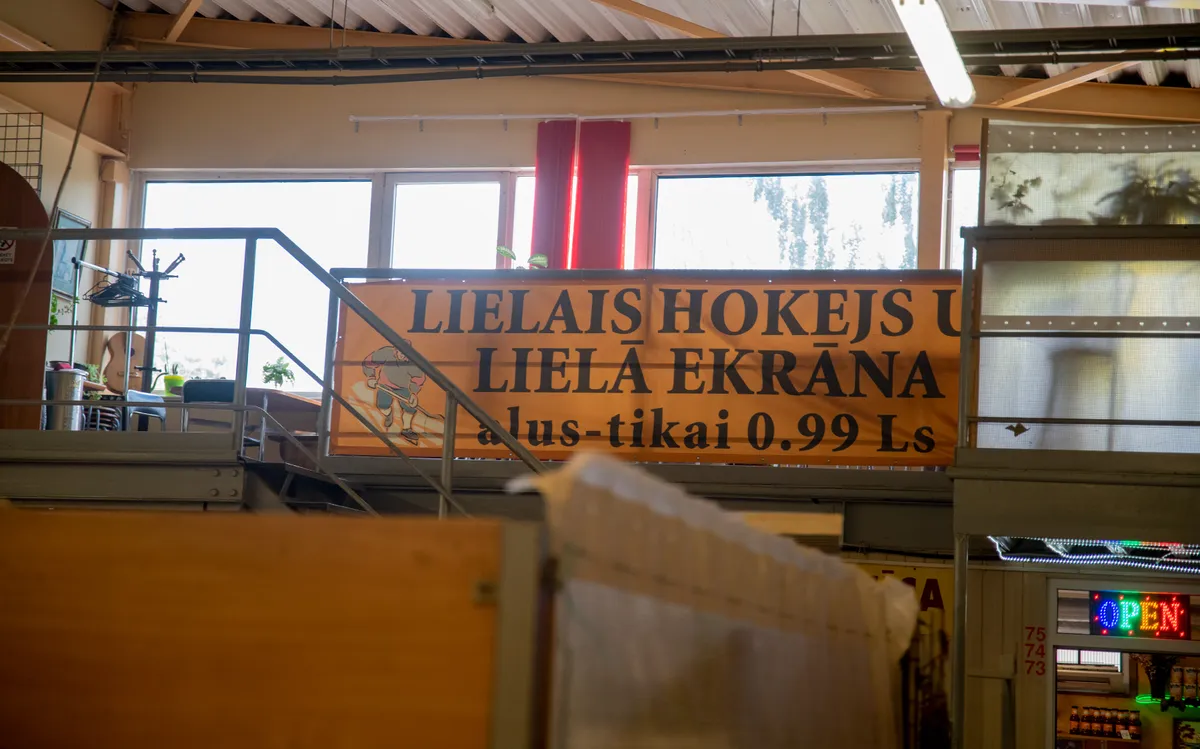 LIELAIS HOKEJS U
LIELĀ EKRĀNA
alus-tikai 0.99 Ls
OPEN
75
74
73